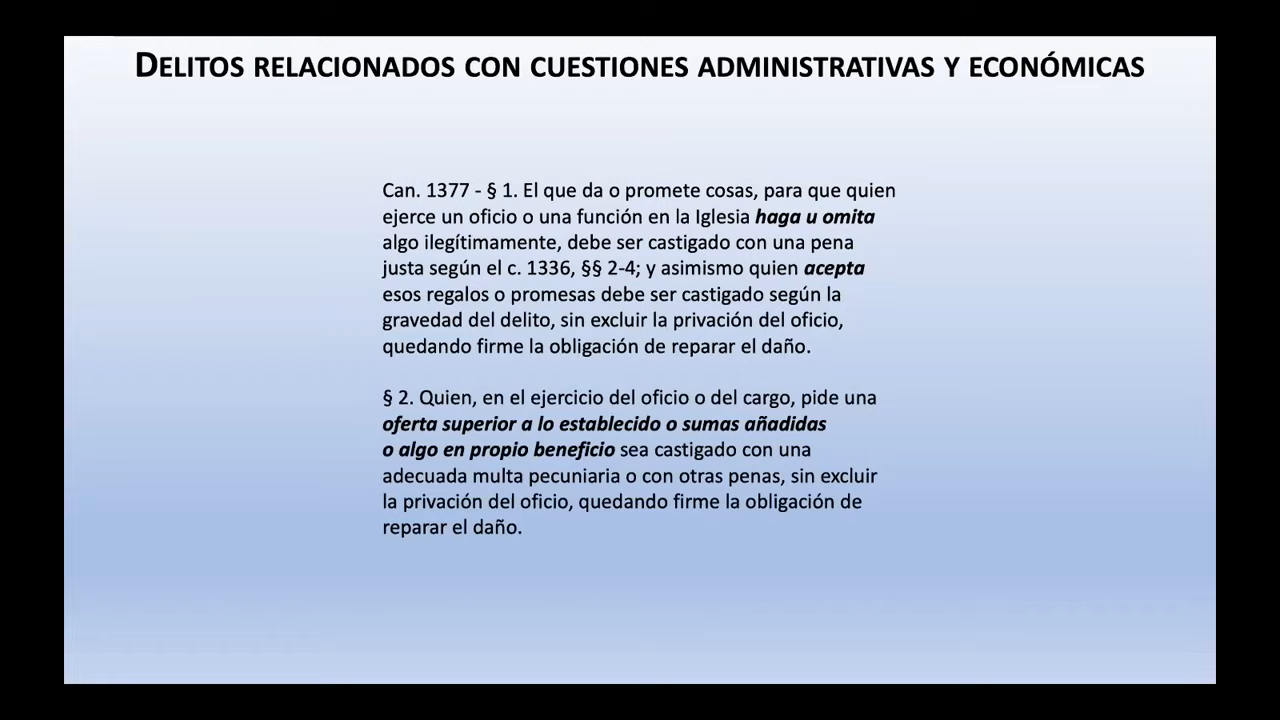 DELITOS RELACIONADOS CON CUESTIONES ADMINISTRATIVAS Y ECONÓMICAS
Can. 1377 - § 1. El que da o promete cosas, para que quien
ejerce un oficio o una función en la Iglesia haga u omita
algo ilegítimamente, debe ser castigado con una pena
justa según el c. 1336, §§ 2-4; y asimismo quien acepta
esos regalos o promesas debe ser castigado según la
gravedad del delito, sin excluir la privación del oficio,
quedando firme la obligación de reparar el daño.
§ 2. Quien, en el ejercicio del oficio o del cargo, pide una
oferta superior a lo establecido o sumas añadidas
o algo en propio beneficio sea castigado con una
adecuada multa pecuniaria o con otras penas, sin excluir
la privación del oficio, quedando firme la obligación de
reparar el daño.